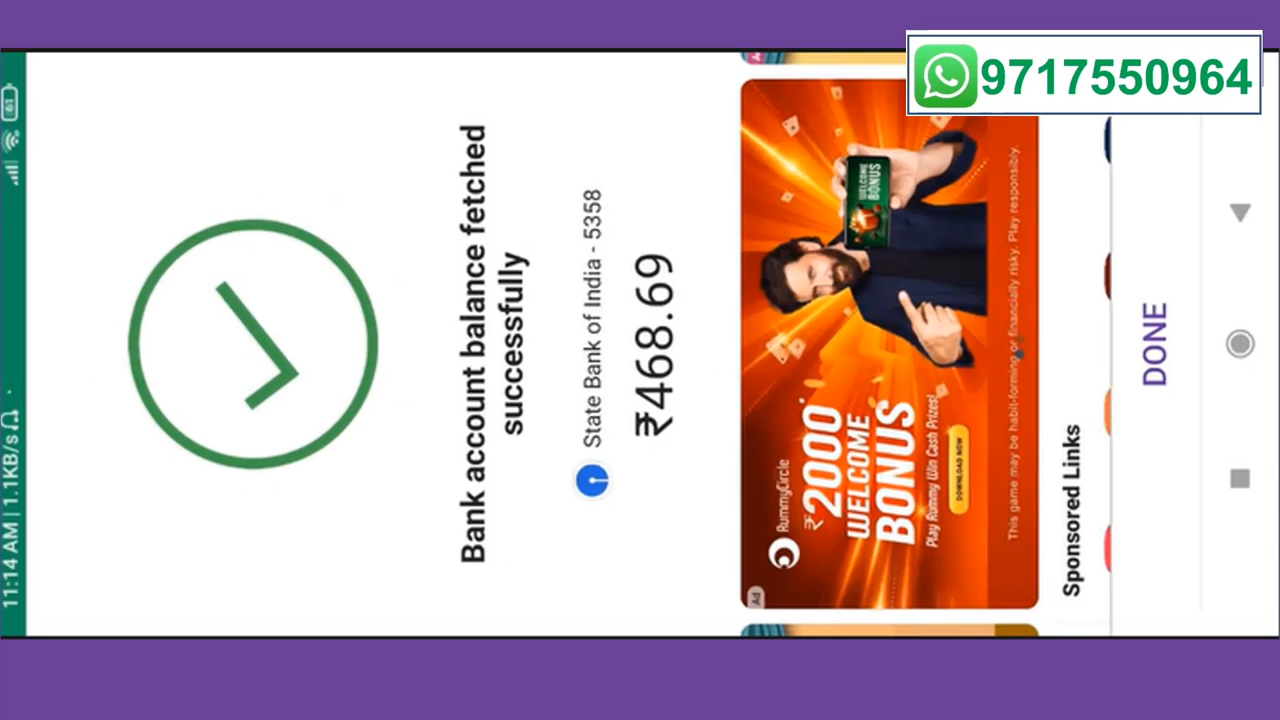 9717550964
11:14 AM | 1.1KB/s
61
Bank account balance fetched
successfully
State Bank of India - 5358
₹468.69
Ad
RummyCircle
₹2000*
WELCOME
BONUS
Play Rummy Win Cash Prizes!
DOWNLOAD NOW
WELCOME
BONUS
This game may be habit-forming or financially risky. Play responsibly.
Sponsored Links
DONE